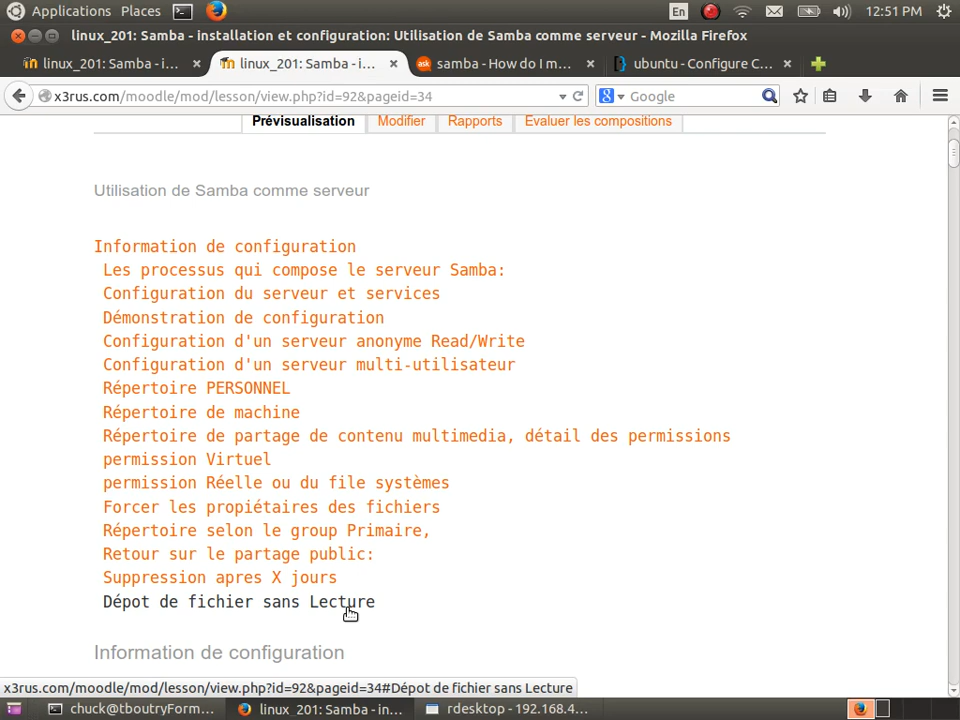 Applications Places En 12:51 PM
linux_201: Samba - installation et configuration: Utilisation de Samba comme serveur - Mozilla Firefox
linux_201: Samba - i... linux_201: Samba - i... ask samba - How do I m... ubuntu - Configure C...
x3rus.com/moodle/mod/lesson/view.php?id=92&pageid=34 8 Google
Prévisualisation Modifier Rapports Evaluer les compositions
Utilisation de Samba comme serveur
Information de configuration
Les processus qui compose le serveur Samba:
Configuration du serveur et services
Démonstration de configuration
Configuration d'un serveur anonyme Read/Write
Configuration d'un serveur multi-utilisateur
Répertoire PERSONNEL
Répertoire de machine
Répertoire de partage de contenu multimedia, détail des permissions
permission Virtuel
permission Réelle ou du file systèmes
Forcer les propiétaires des fichiers
Répertoire selon le group Primaire,
Retour sur le partage public:
Suppression apres X jours
Dépot de fichier sans Lecture
Information de configuration
x3rus.com/moodle/mod/lesson/view.php?id=92&pageid=34#Dépot de fichier sans Lecture
chuck@tboutryForm... linux_201: Samba - in... rdesktop - 192.168.4...